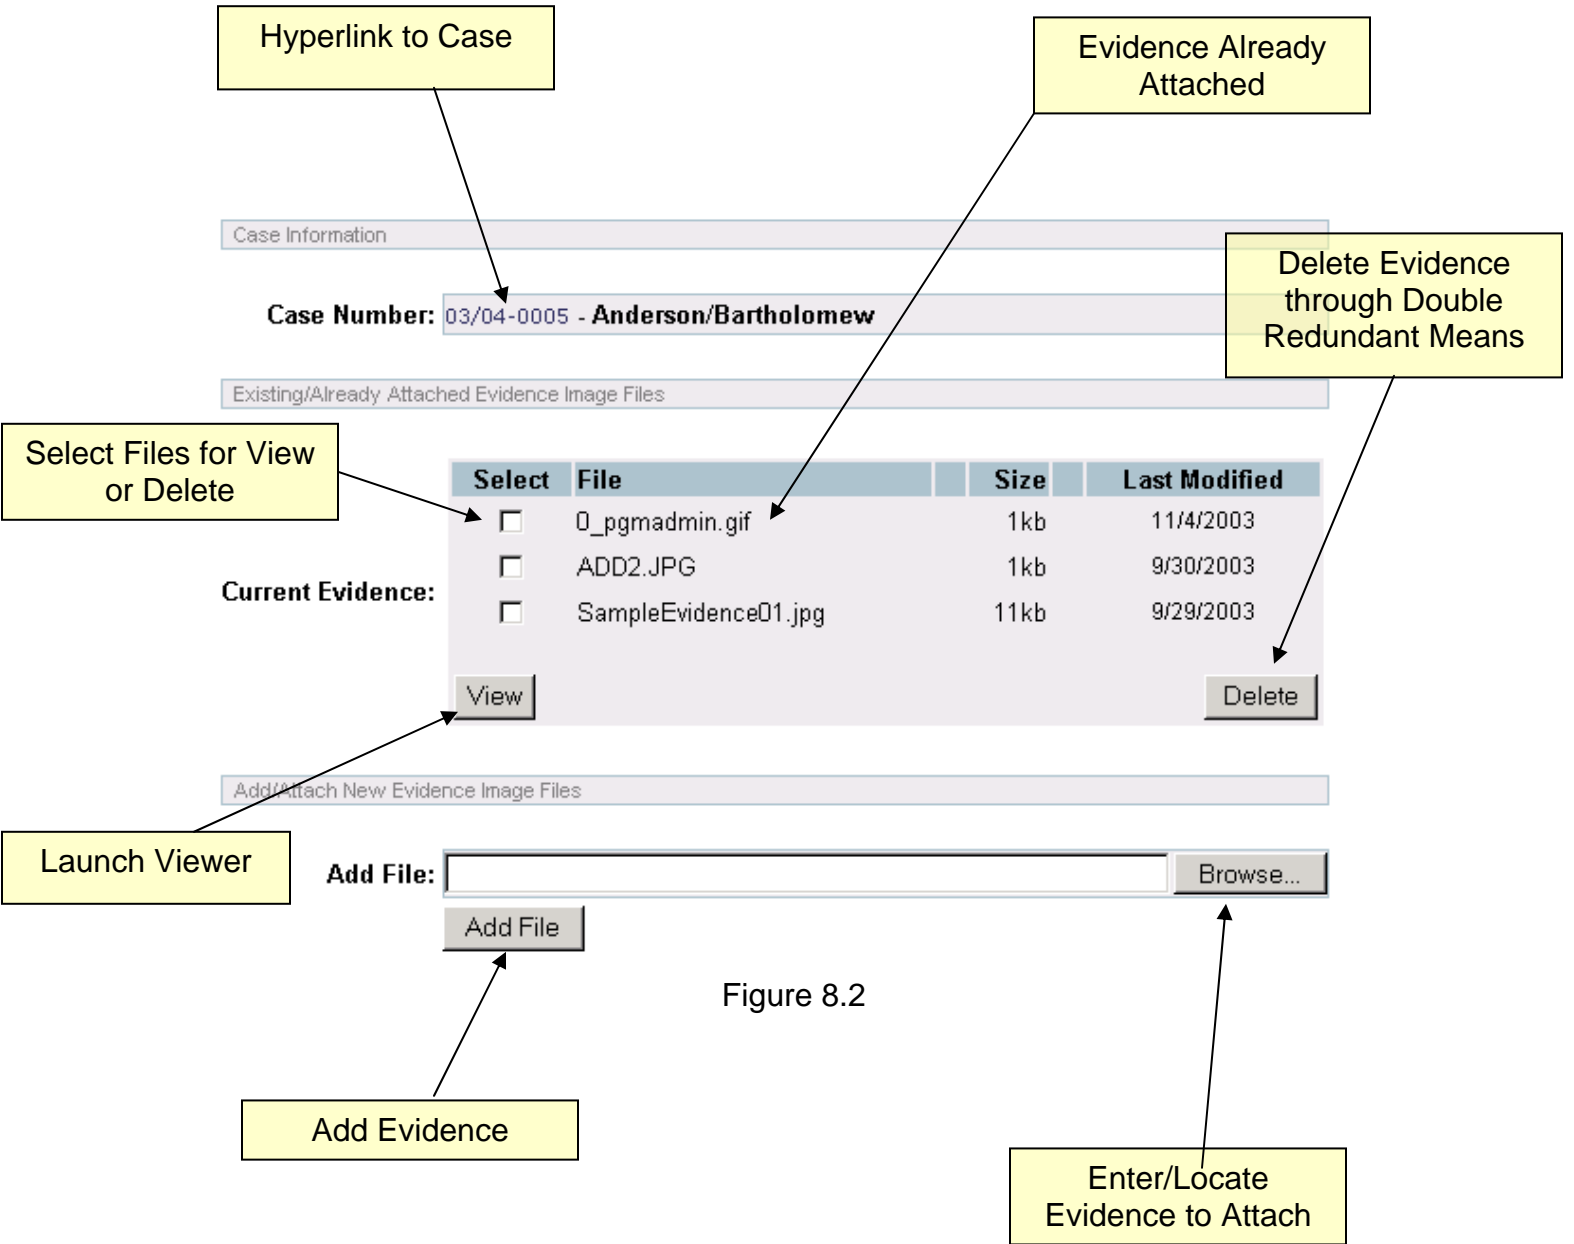 Hyperlink to Case
Evidence Already
Attached
Case Information
Delete Evidence
through Double
Redundant Means
Case Number: 03/04-0005 - Anderson/Bartholomew
Existing/Already Attached Evidence Image Files
Select Files for View
or Delete
Select File Size Last Modified
0_pgmadmin.gif 1kb 11/4/2003
ADD2.JPG 1kb 9/30/2003
Current Evidence:
SampleEvidence01.jpg 11kb 9/29/2003
View Delete
Add/Attach New Evidence Image Files
Launch Viewer
Add File: Browse...
Add File
Figure 8.2
Add Evidence
Enter/Locate
Evidence to Attach